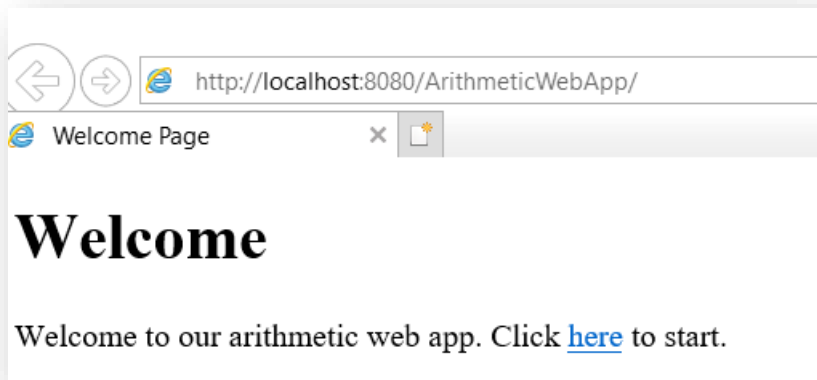 http://localhost:8080/ArithmeticWebApp/
Welcome Page
Welcome
Welcome to our arithmetic web app. Click here to start.